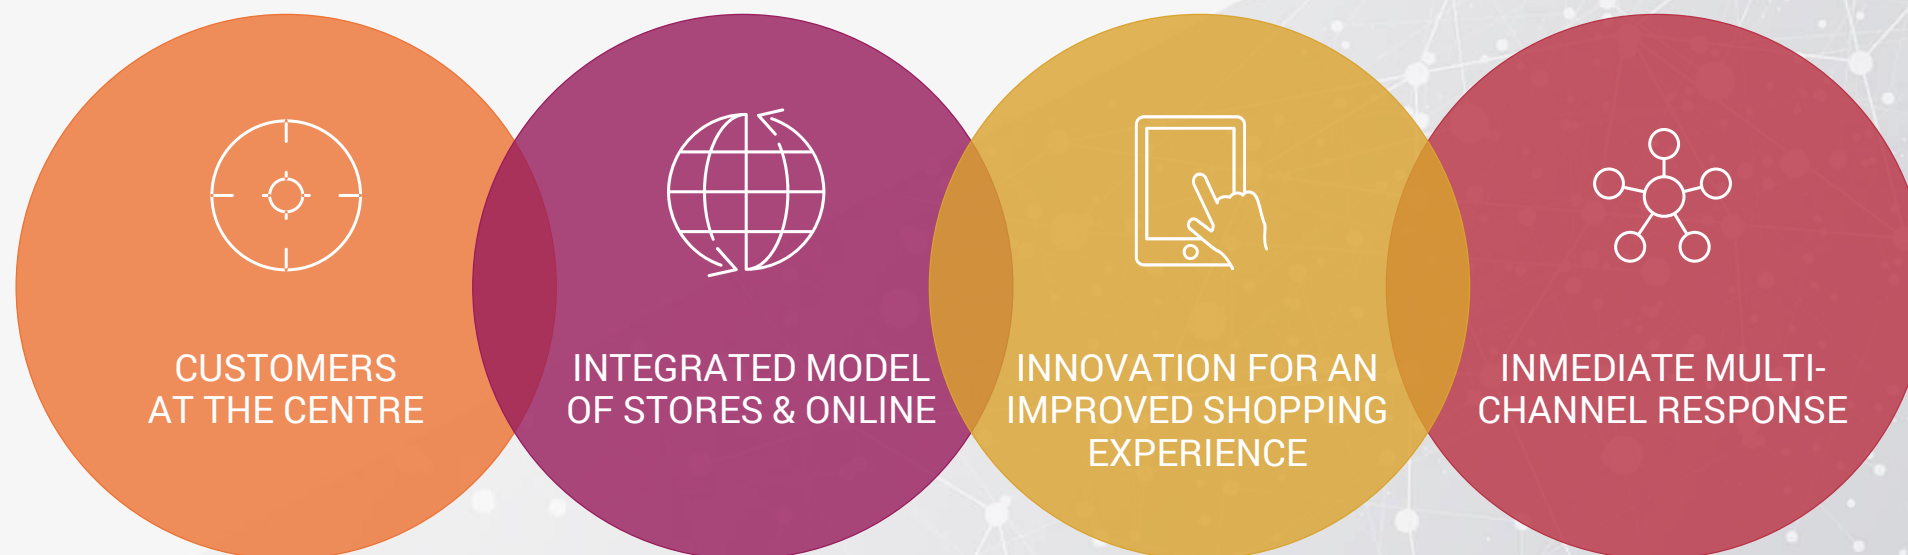 CUSTOMERS
AT THE CENTRE
INTEGRATED MODEL
OF STORES & ONLINE
INNOVATION FOR AN
IMPROVED SHOPPING
EXPERIENCE
INMEDIATE MULTI-
CHANNEL RESPONSE